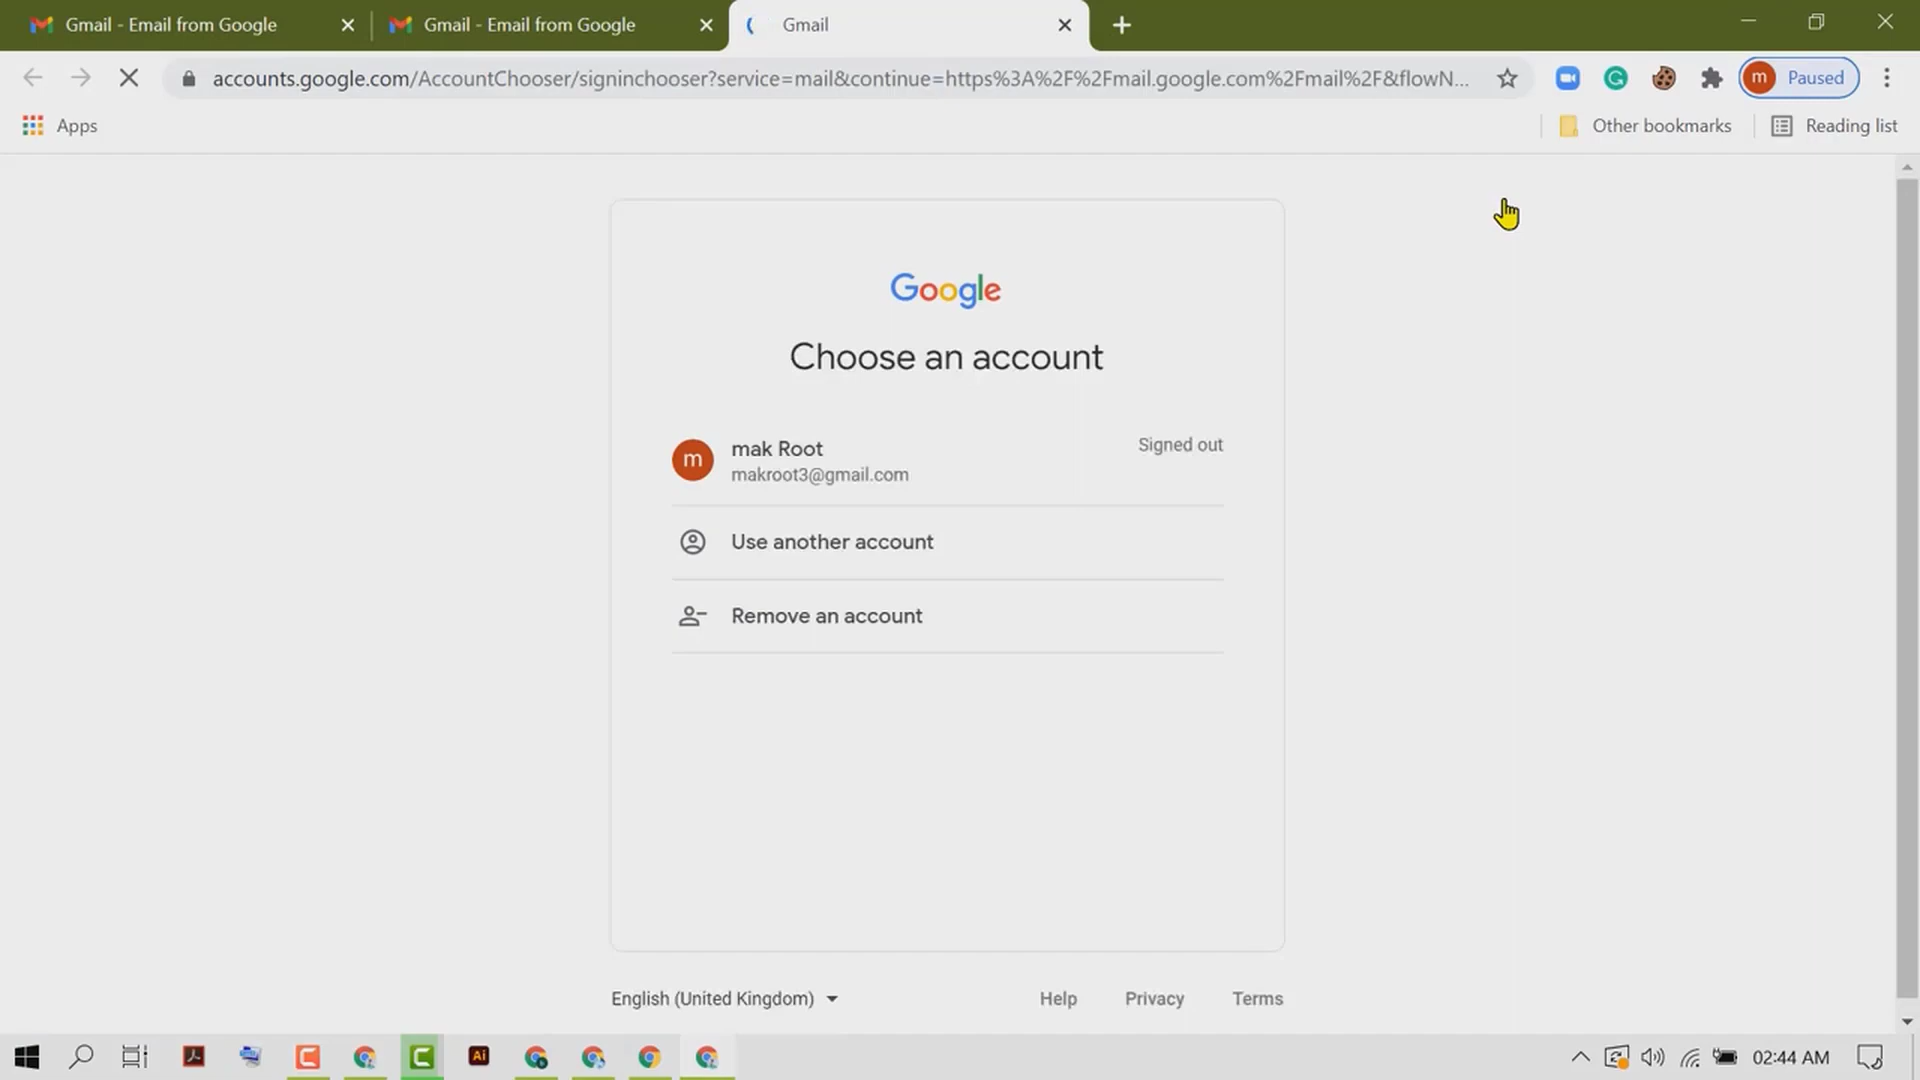 Gmail - Email from Google
Gmail - Email from Google
Gmail
accounts.google.com/AccountChooser/signinchooser?service=mail&continue=https%3A%2F%2Fmail.google.com%2Fmail%2F&flowN...
m
Paused
Apps
Other bookmarks
Reading list
Google
Choose an account
m
mak Root
Signed out
makroot3@gmail.com
Use another account
Remove an account
English (United Kingdom)
Help
Privacy
Terms
Ai
02:44 AM